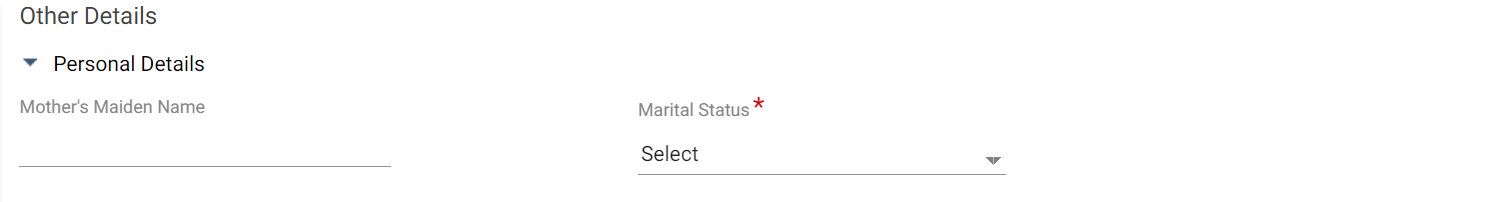 Other Details
Personal Details
Mother's Maiden Name
Marital Status *
Select